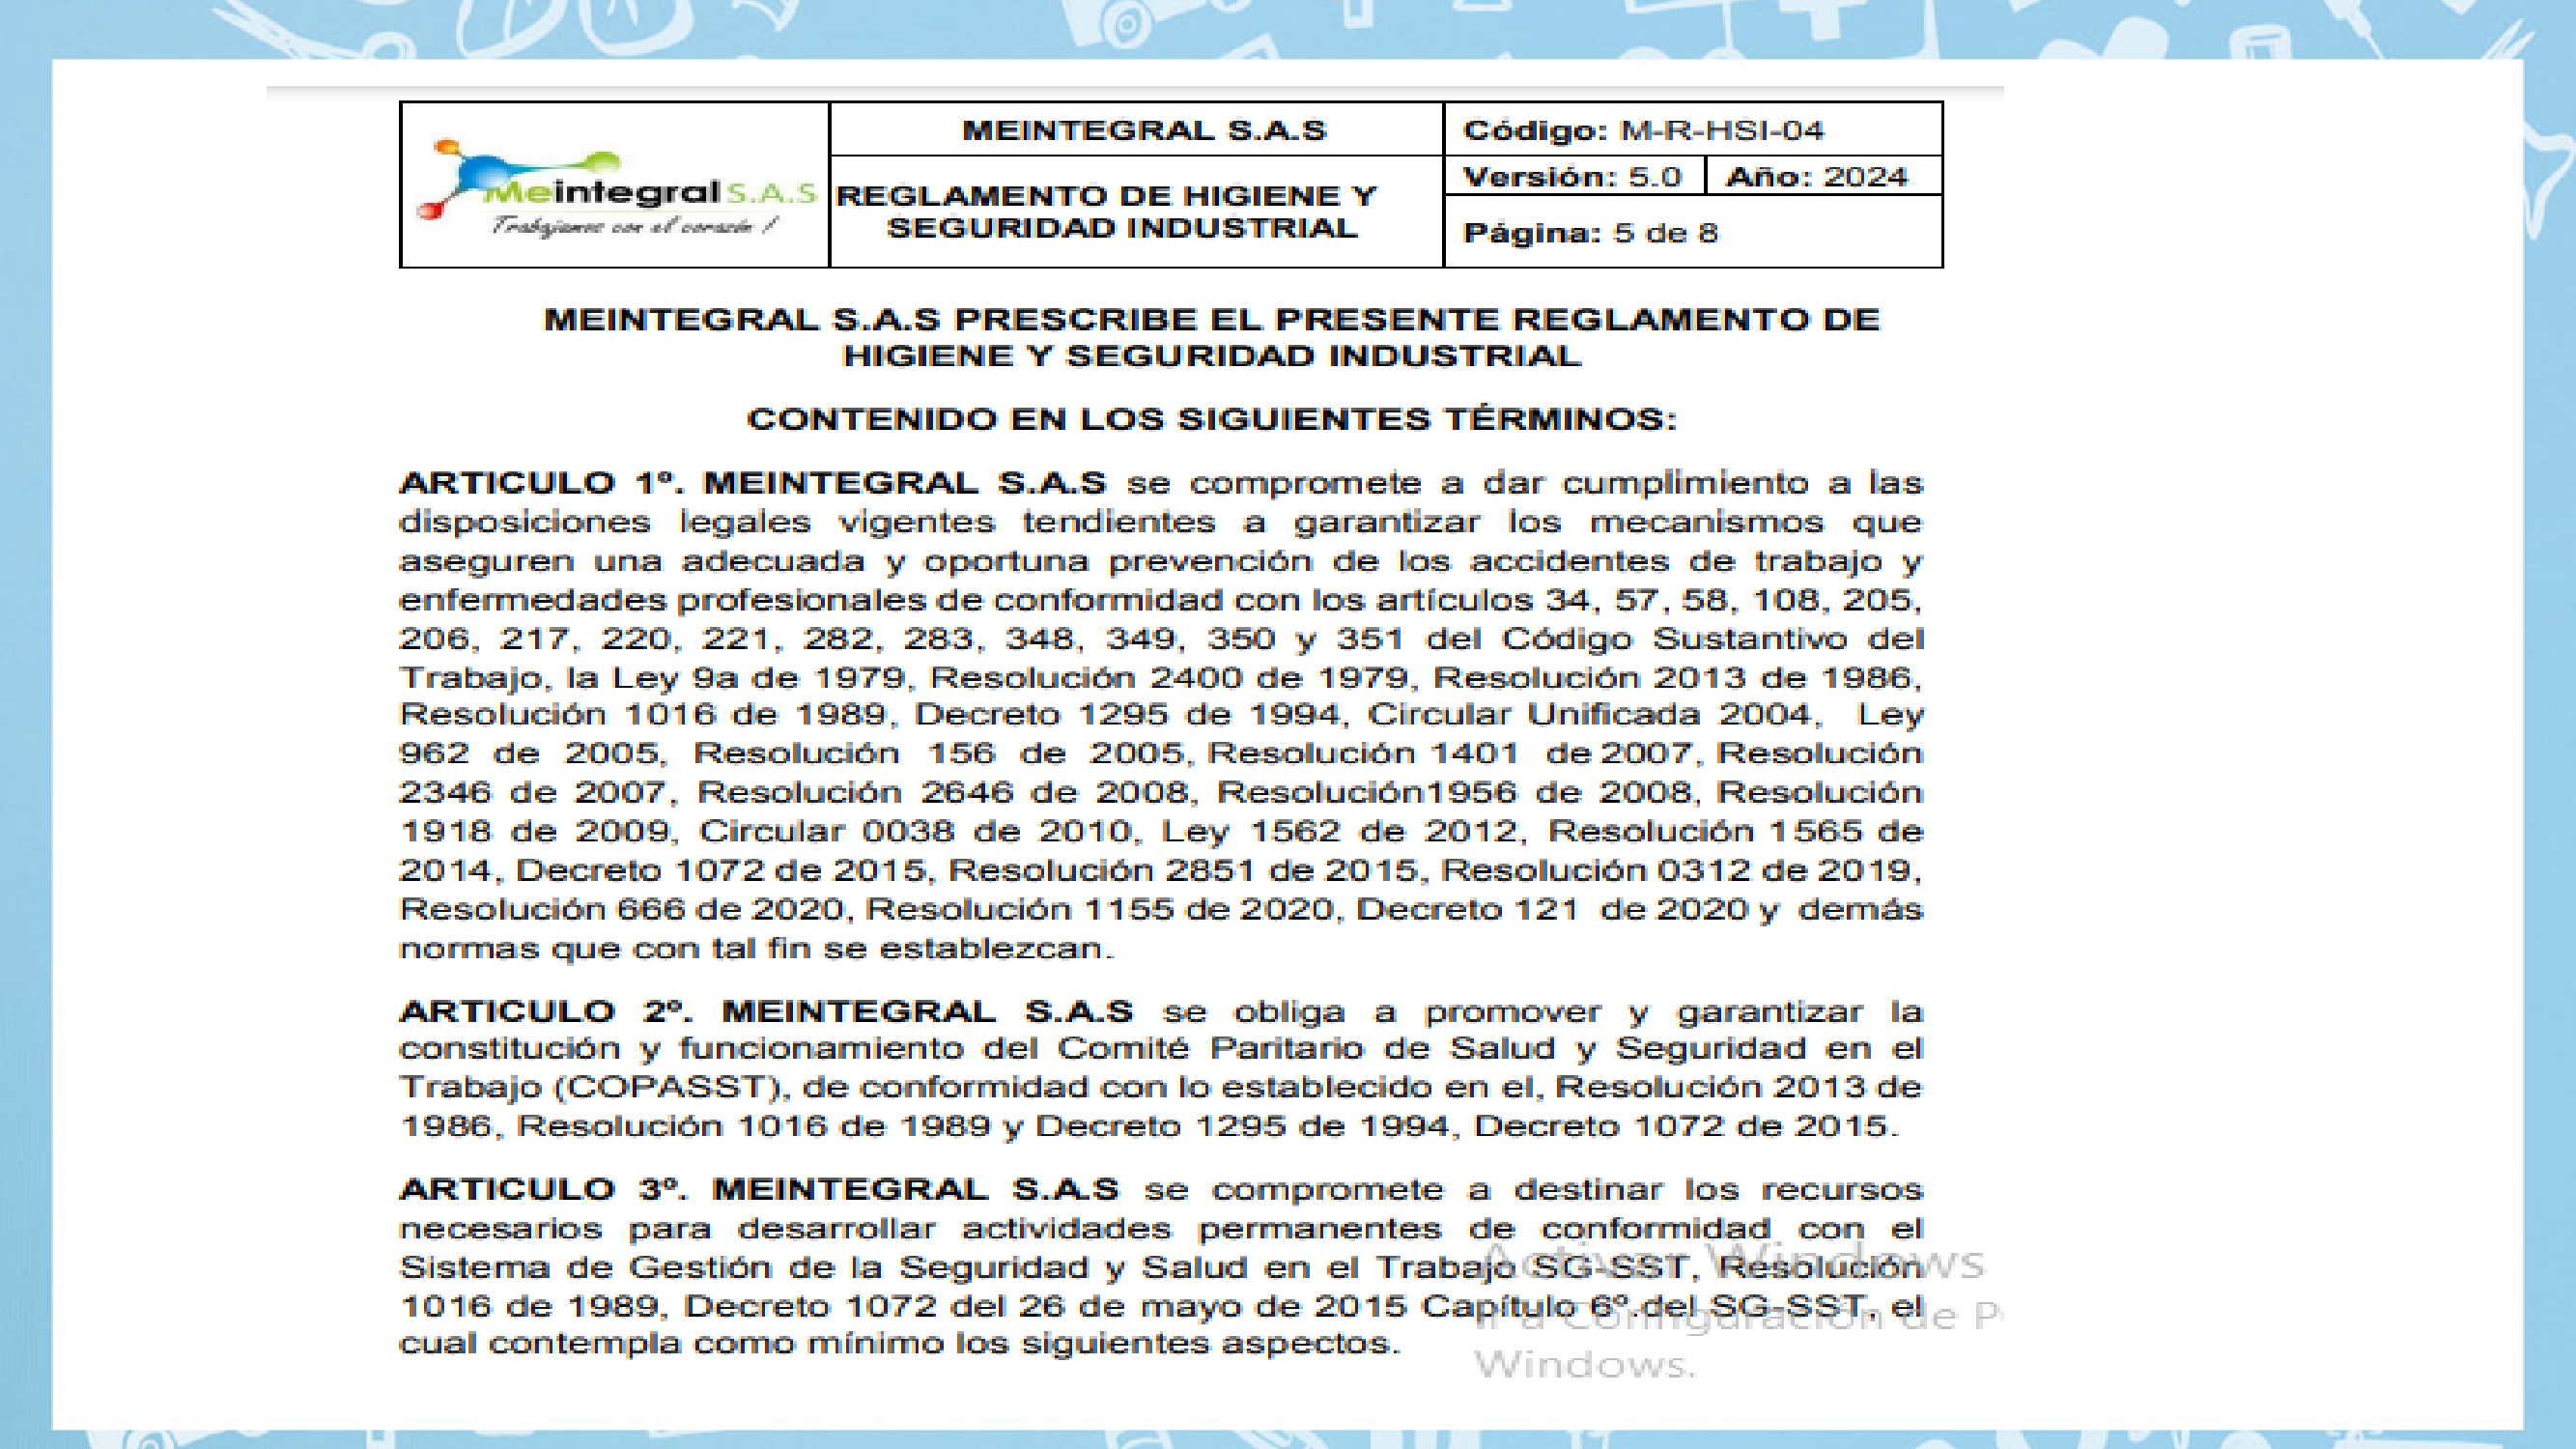 MeintegralS.A.S
Trabajamos con el corazón !
MEINTEGRAL S.A.S
REGLAMENTO DE HIGIENE Y
SEGURIDAD INDUSTRIAL
Código: M-R-HSI-04
Versión: 5.0 Año: 2024
Página: 5 de 8
MEINTEGRAL S.A.S PRESCRIBE EL PRESENTE REGLAMENTO DE
HIGIENE Y SEGURIDAD INDUSTRIAL
CONTENIDO EN LOS SIGUIENTES TÉRMINOS:
ARTICULO 1º. MEINTEGRAL S.A.S se compromete a dar cumplimiento a las
disposiciones legales vigentes tendientes a garantizar los mecanismos que
aseguren una adecuada y oportuna prevención de los accidentes de trabajo y
enfermedades profesionales de conformidad con los artículos 34, 57, 58, 108, 205,
206, 217, 220, 221, 282, 283, 348, 349, 350 y 351 del Código Sustantivo del
Trabajo, la Ley 9a de 1979, Resolución 2400 de 1979, Resolución 2013 de 1986,
Resolución 1016 de 1989, Decreto 1295 de 1994, Circular Unificada 2004, Ley
962 de 2005, Resolución 156 de 2005, Resolución 1401 de 2007, Resolución
2346 de 2007, Resolución 2646 de 2008, Resolución1956 de 2008, Resolución
1918 de 2009, Circular 0038 de 2010, Ley 1562 de 2012, Resolución 1565 de
2014, Decreto 1072 de 2015, Resolución 2851 de 2015, Resolución 0312 de 2019,
Resolución 666 de 2020, Resolución 1155 de 2020, Decreto 121 de 2020 y demás
normas que con tal fin se establezcan.
ARTICULO 2º. MEINTEGRAL S.A.S se obliga a promover y garantizar la
constitución y funcionamiento del Comité Paritario de Salud y Seguridad en el
Trabajo (COPASST), de conformidad con lo establecido en el, Resolución 2013 de
1986, Resolución 1016 de 1989 y Decreto 1295 de 1994, Decreto 1072 de 2015.
ARTICULO 3º. MEINTEGRAL S.A.S se compromete a destinar los recursos
necesarios para desarrollar actividades permanentes de conformidad con el
Sistema de Gestión de la Seguridad y Salud en el Trabajo SG-SST, Resolución
1016 de 1989, Decreto 1072 del 26 de mayo de 2015 Capítulo 6º.del SG-SST, el
cual contempla como mínimo los siguientes aspectos.
Activar Windows
Ir a Configuración de P
Windows.